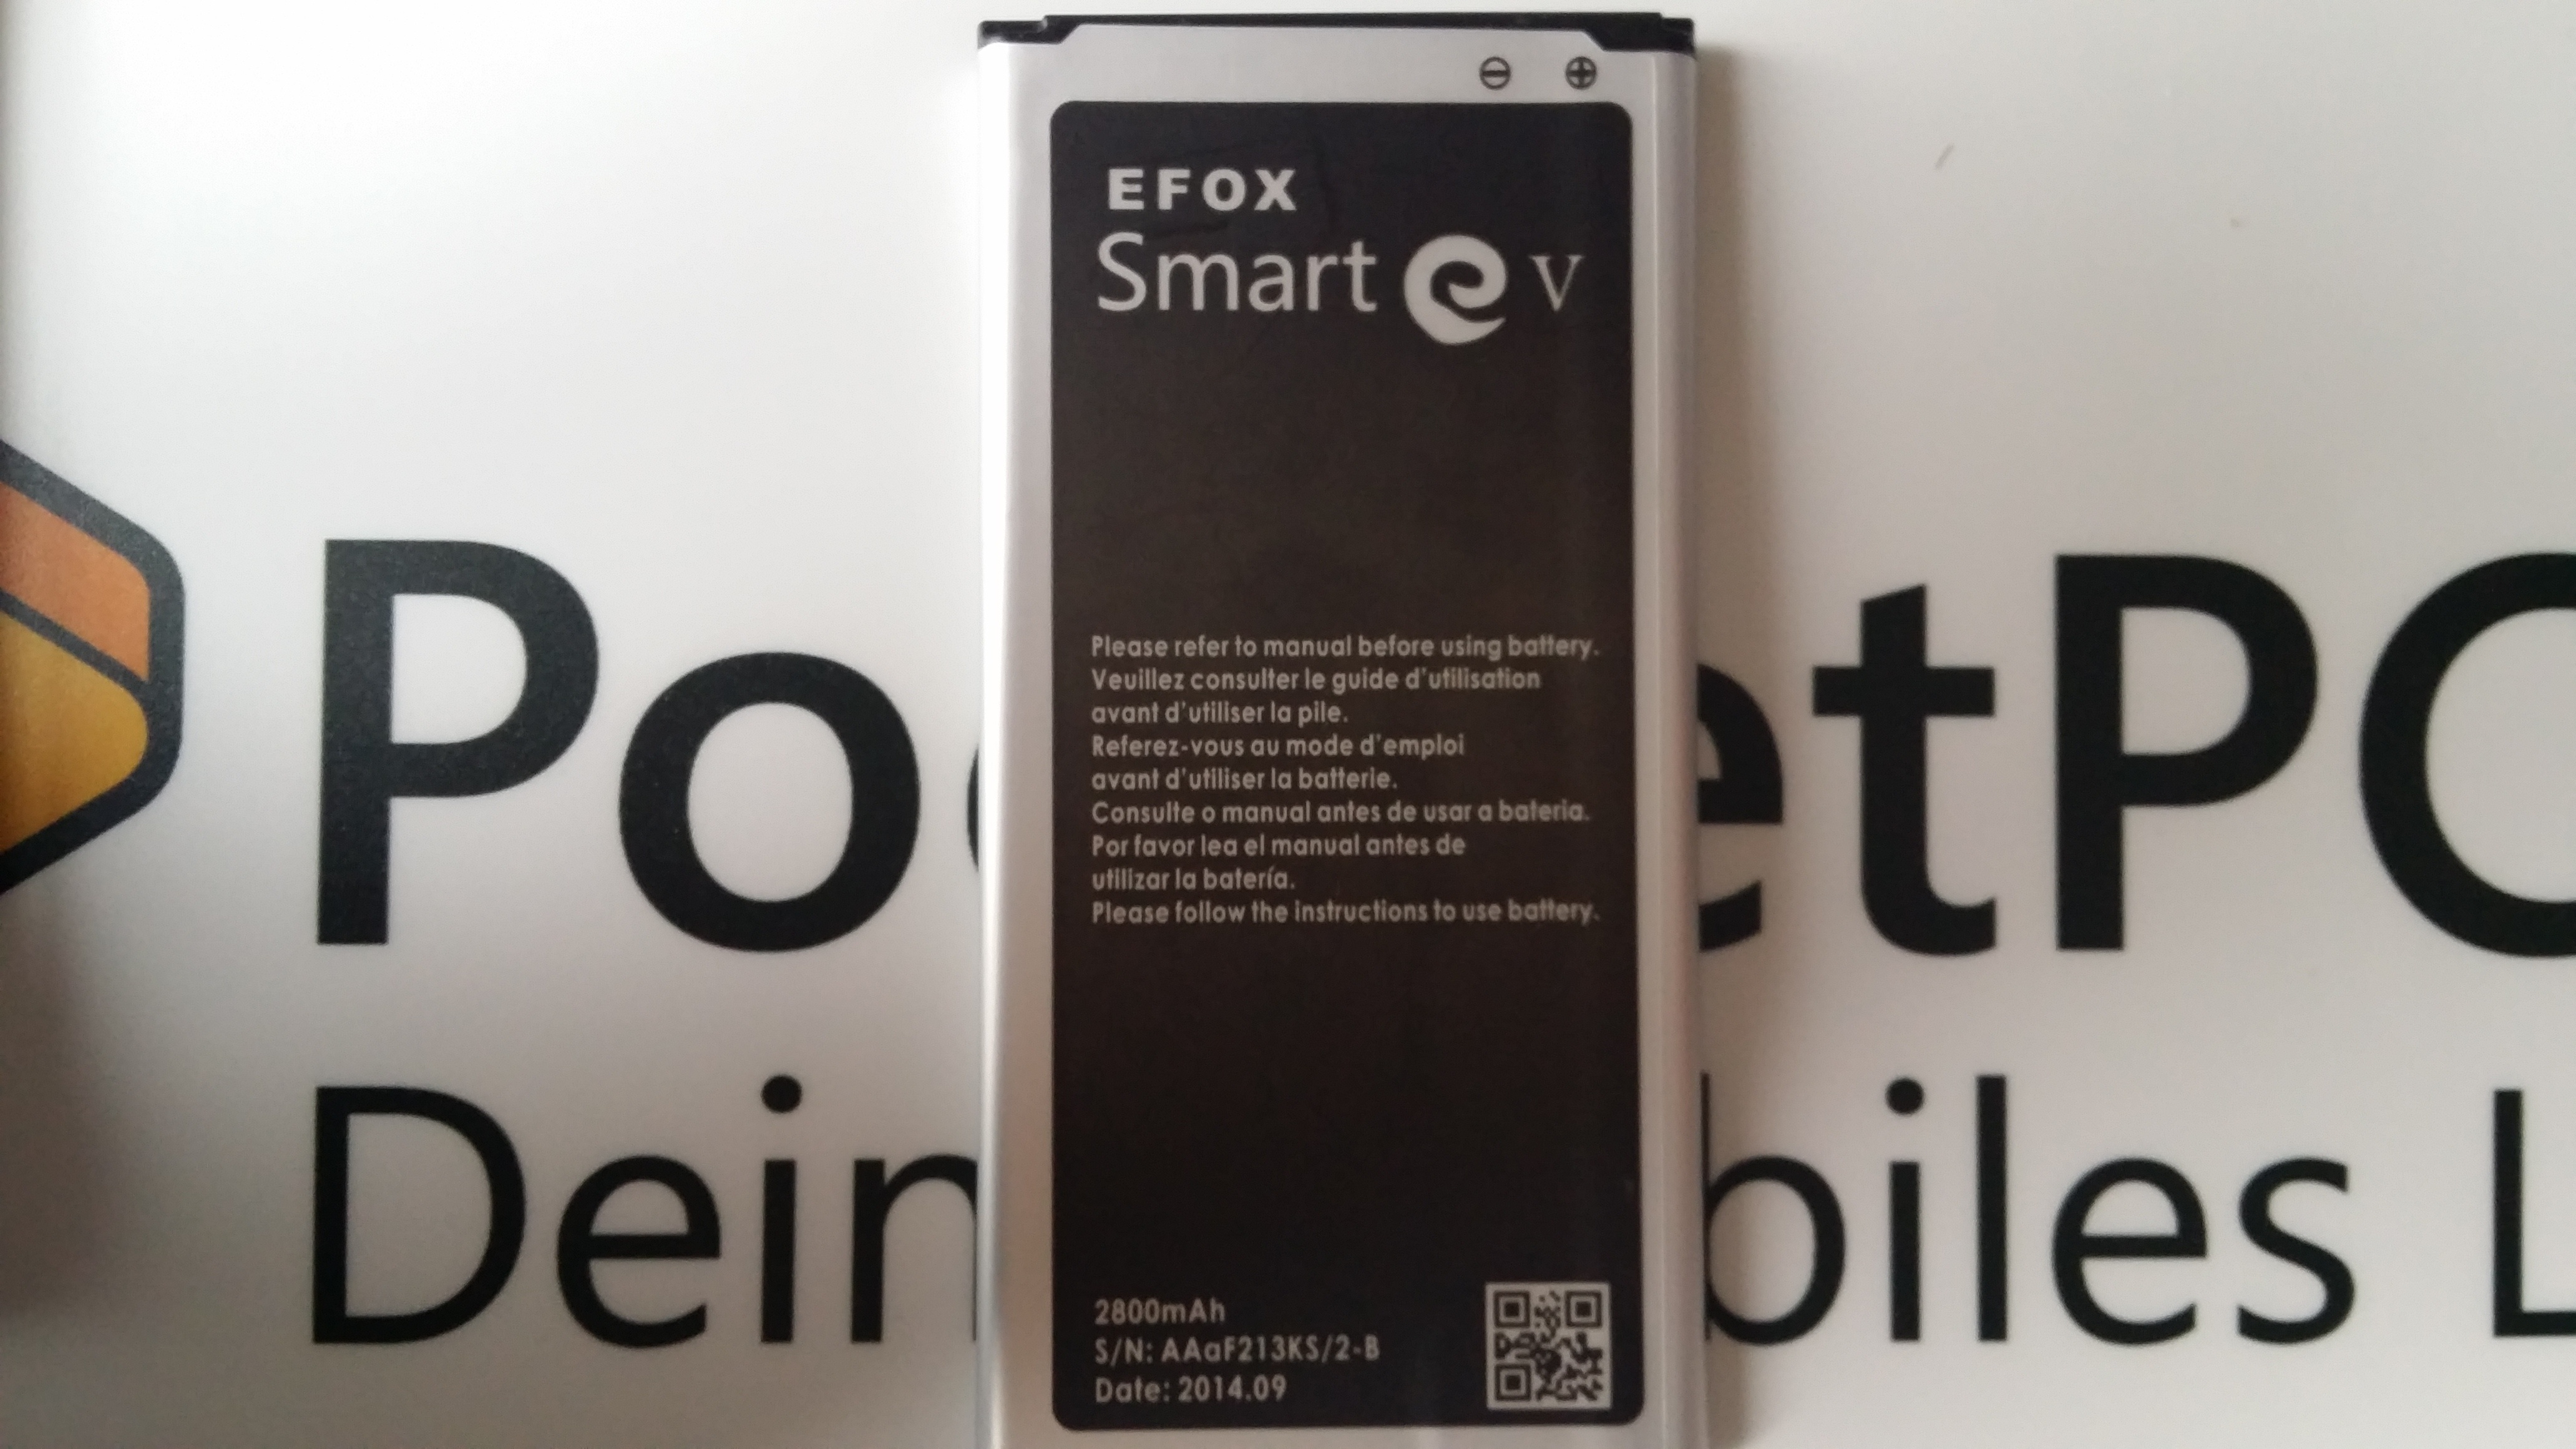 EFOX
Smart e V
Please refer to manual before using battery.
Veuillez consulter le guide d'utilisation
avant d'utiliser la pile.
Referez-vous au mode d'emploi
avant d'utiliser la batterie.
Consulte o manual antes de usar a bateria.
Por favor lea el manual antes de
utilizar la batería.
Please follow the instructions to use battery.
2800mAh
S/N: AAaF213KS/2-B
Date: 2014.09
Po etPC
Dein biles L